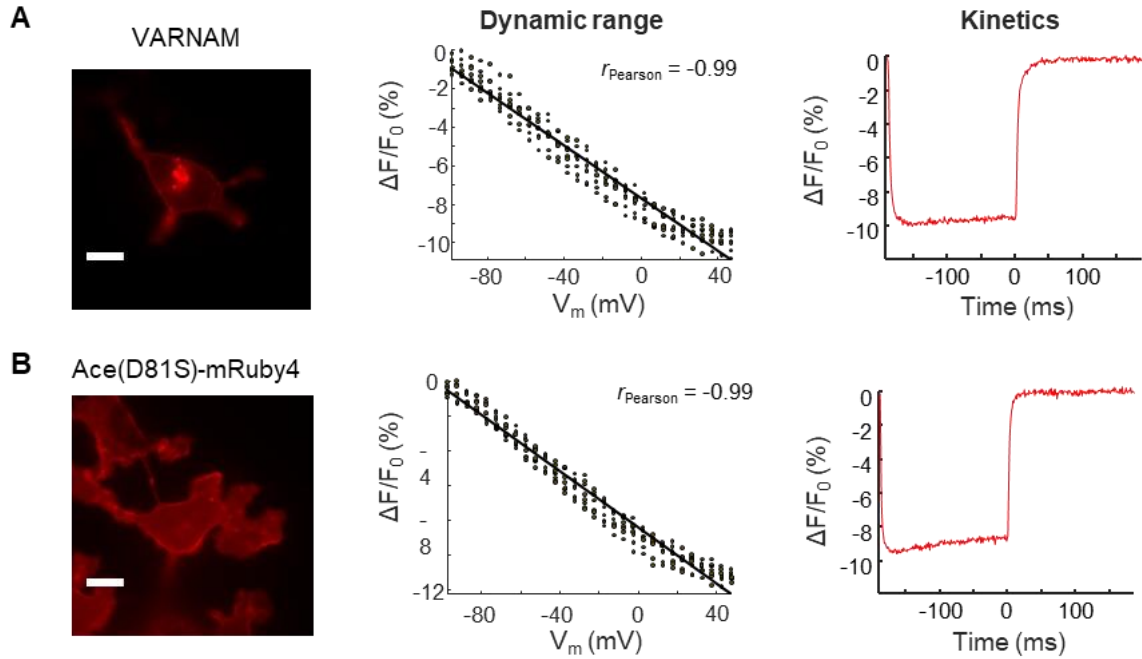 A
VARNAM
Dynamic range
Kinetics
0
-2
-4
-6
-8
-10
ΔF/F0 (%)
rPearson = -0.99
-80
-40
0
40
Vm (mV)
0
-2
-4
-6
-8
-10
ΔF/F0 (%)
-100
0
100
Time (ms)
B
Ace(D81S)-mRuby4
0
-
4
-
8
-12
ΔF/F0 (%)
rPearson = -0.99
-80
-40
0
40
Vm (mV)
0
-2
-4
-6
-8
-10
ΔF/F0 (%)
-100
0
100
Time (ms)